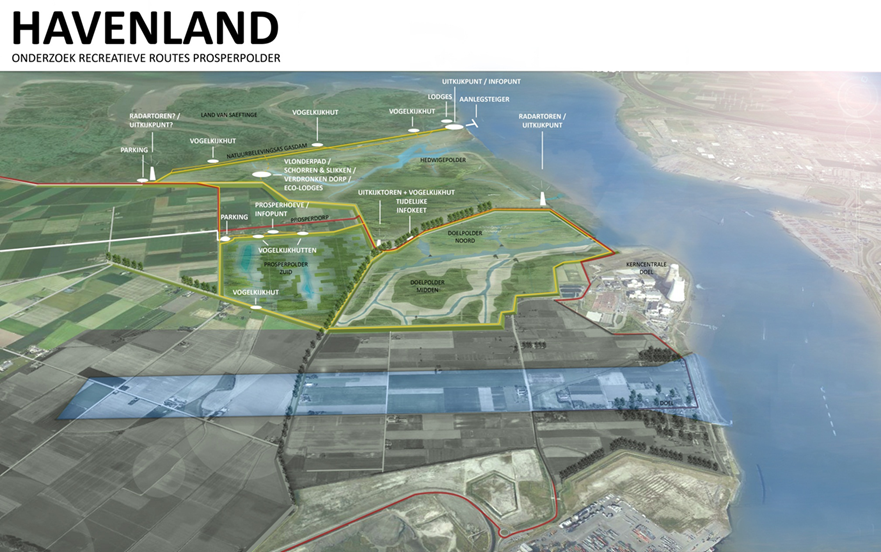 HAVENLAND
ONDERZOEK RECREATIEVE ROUTES PROSPERPOLDER
UITKIJKPUNT / INFOPUNT
LODGES
AANLEGSTEIGER
RADARTOREN? /
UITKIJKPUNT?
LAND VAN SAEFTINGE
VOGELKIJKHUT
VOGELKIJKHUT
RADARTOREN /
UITKIJKPUNT
PARKING
VOGELKIJKHUT
NATUURBELEVINGSAS GASDAM
HEDWIGEPOLDER
VLONDERPAD /
SCHORREN & SLIKKEN /
VERDRONKEN DORP /
ECO-LODGES
UITKIJKTOREN + VOGELKIJKHUT
TIJDELIJKE
INFOKEET
PROSPERHOEVE /
INFOPUNT
PARKING
PROSPERDORP
VOGELKIJKHUTTEN
DOELPOLDER
NOORD
PROSPERPOLDER
ZUID
KERNCENTRALE
DOEL
DOELPOLDER
MIDDEN
VOGELKIJKHUT
DOEL